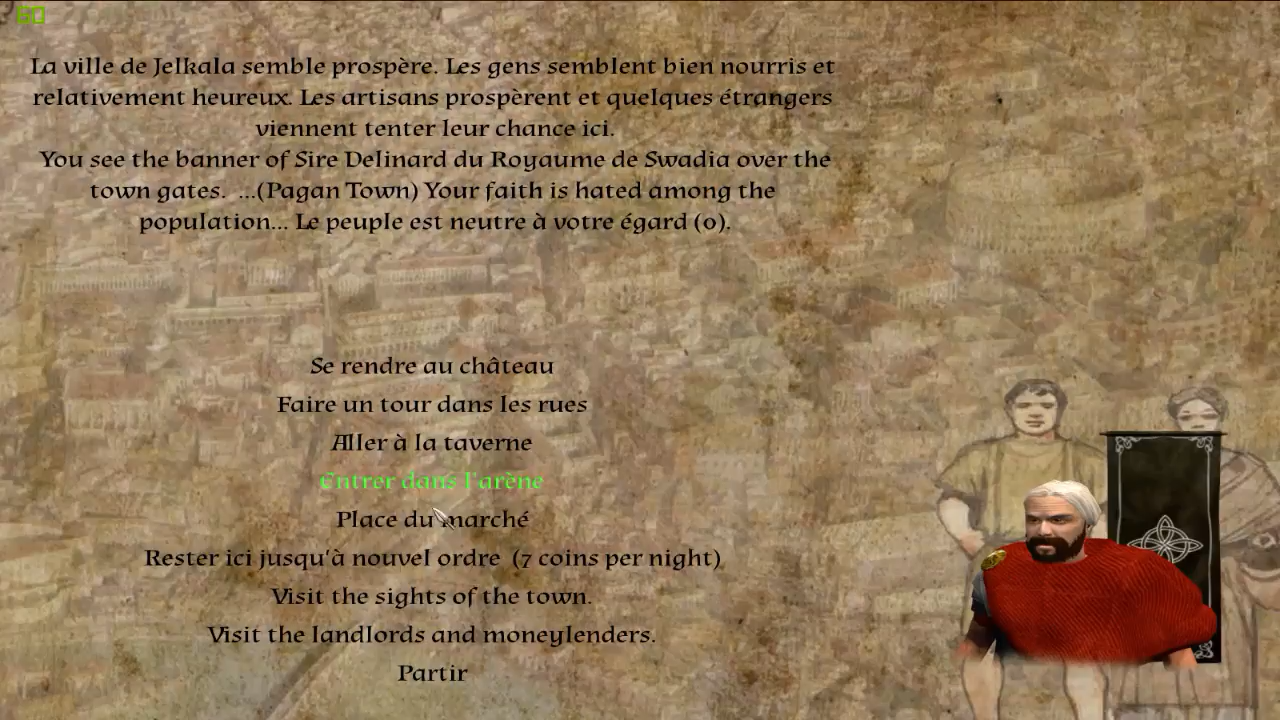 60
La ville de Jelkala semble prospère. Les gens semblent bien nourris et
relativement heureux. Les artisans prospèrent et quelques étrangers
viennent tenter leur chance ici.
You see the banner of Sire Delinard du Royaume de Swadia over the
town gates. ...(Pagan Town) Your faith is hated among the
population... Le peuple est neutre à votre égard (0).
Se rendre au château
Faire un tour dans les rues
Aller à la taverne
Entrer dans l'arène
Place du marché
Rester ici jusqu'à nouvel ordre (7 coins per night)
Visit the sights of the town.
Visit the landlords and moneylenders.
Partir